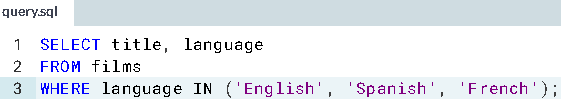 query.sql
1 SELECT title, language
2 FROM films
3 WHERE language IN ('English', 'Spanish', 'French');